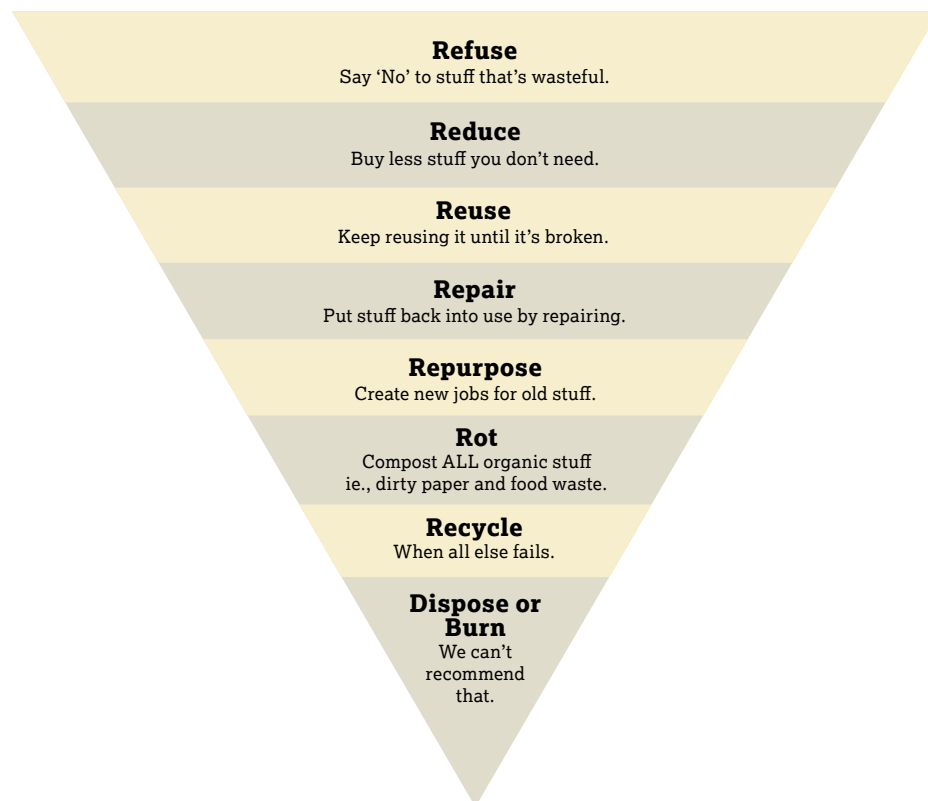 Refuse
Say ‘No’ to stuff that’s wasteful.
Reduce
Buy less stuff you don’t need.
Reuse
Keep reusing it until it’s broken.
Repair
Put stuff back into use by repairing.
Repurpose
Create new jobs for old stuff.
Rot
Compost ALL organic stuff
ie., dirty paper and food waste.
Recycle
When all else fails.
Dispose or
Burn
We can’t
recommend
that.